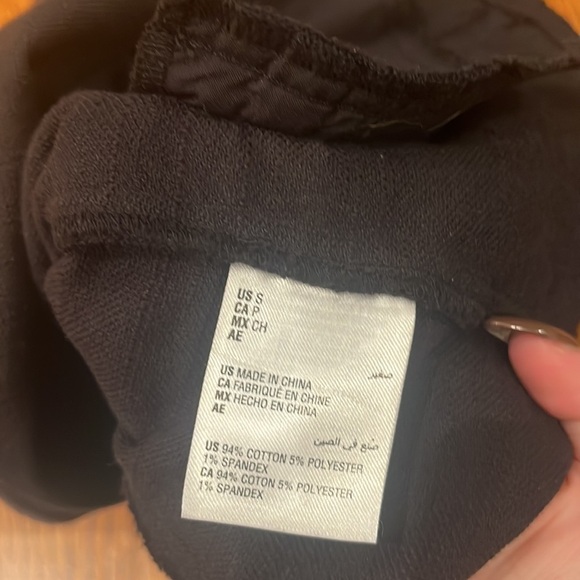 US S
CA P
MX CH
AE
صغير
US MADE IN CHINA
CA FABRIQUÉ EN CHINE
MX HECHO EN CHINA
AE
صنع في الصين
US 94% COTTON 5% POLYESTER
1% SPANDEX
CA 94% COTON 5% POLYESTER
1% SPANDEX